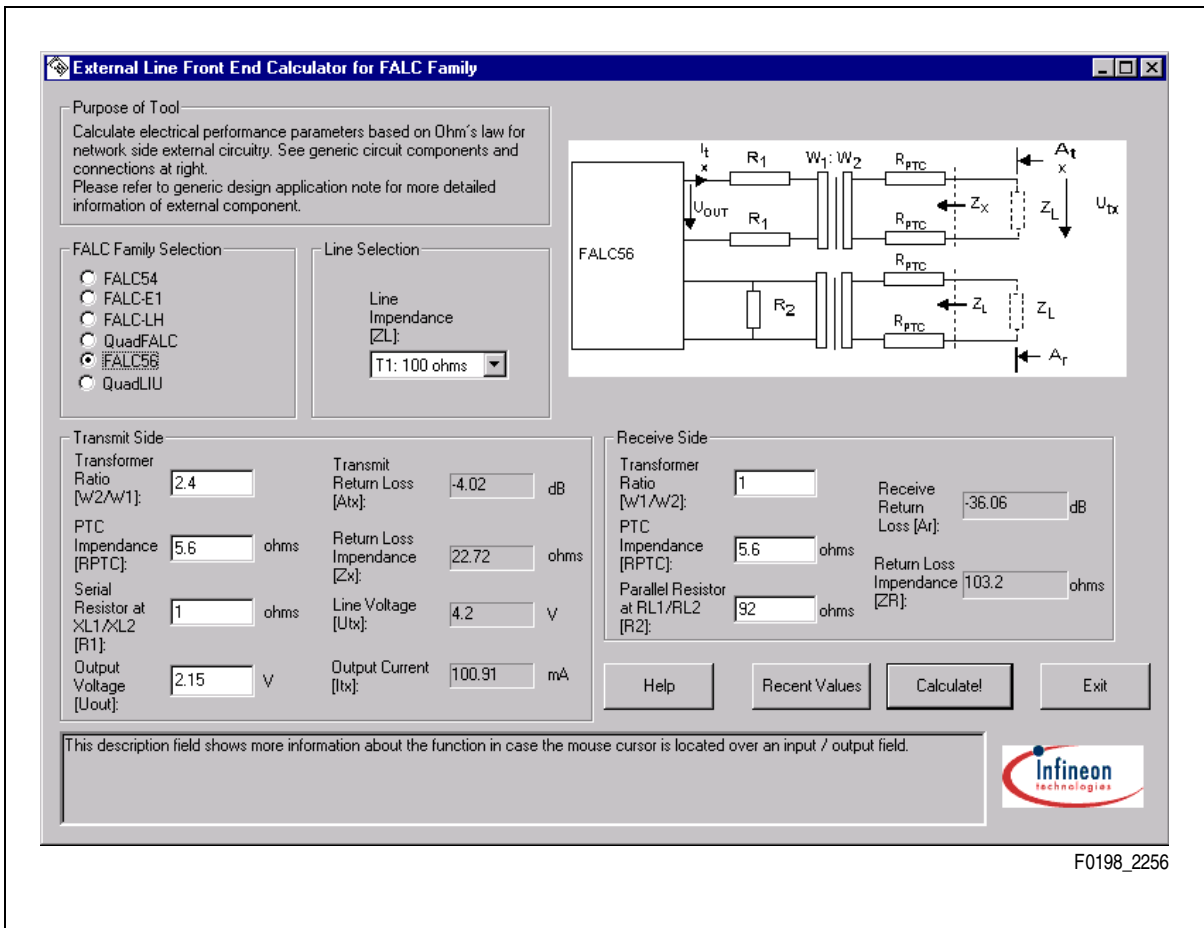 External Line Front End Calculator for FALC Family
Purpose of Tool
Calculate electrical performance parameters based on Ohm´s law for
network side external circuitry. See generic circuit components and
connections at right.
Please refer to generic design application note for more detailed
information of external component.
FALC Family Selection
FALC54
FALC-E1
FALC-LH
QuadFALC
FALC56
QuadLIU
Line Selection
Line
Impendance
[ZL]:
T1: 100 ohms
FALC56
It
x
R1
W1: W2
RPTC
At
x
UOUT
R1
RPTC
ZX
ZL
Utx
RPTC
R2
ZL
ZL
RPTC
Ar
Transmit Side
Transformer
Ratio
[W2/W1]:
2.4
PTC
Impendance
[RPTC]:
5.6
ohms
Serial
Resistor at
XL1/XL2
[R1]:
1
ohms
Output
Voltage
[Uout]:
2.15
V
Transmit
Return Loss
[Atx]:
-4.02
dB
Return Loss
Impendance
[Zx]:
22.72
ohms
Line Voltage
[Utx]:
4.2
V
Output Current
[Itx]:
100.91
mA
Receive Side
Transformer
Ratio
[W1/W2]:
1
PTC
Impendance
[RPTC]:
5.6
ohms
Parallel Resistor
at RL1/RL2
[R2]:
92
ohms
Receive
Return
Loss [Ar]:
-36.06
dB
Return Loss
Impendance
[ZR]:
103.2
ohms
Help
Recent Values
Calculate!
Exit
This description field shows more information about the function in case the mouse cursor is located over an input / output field.
Infineon
technologies
F0198_2256